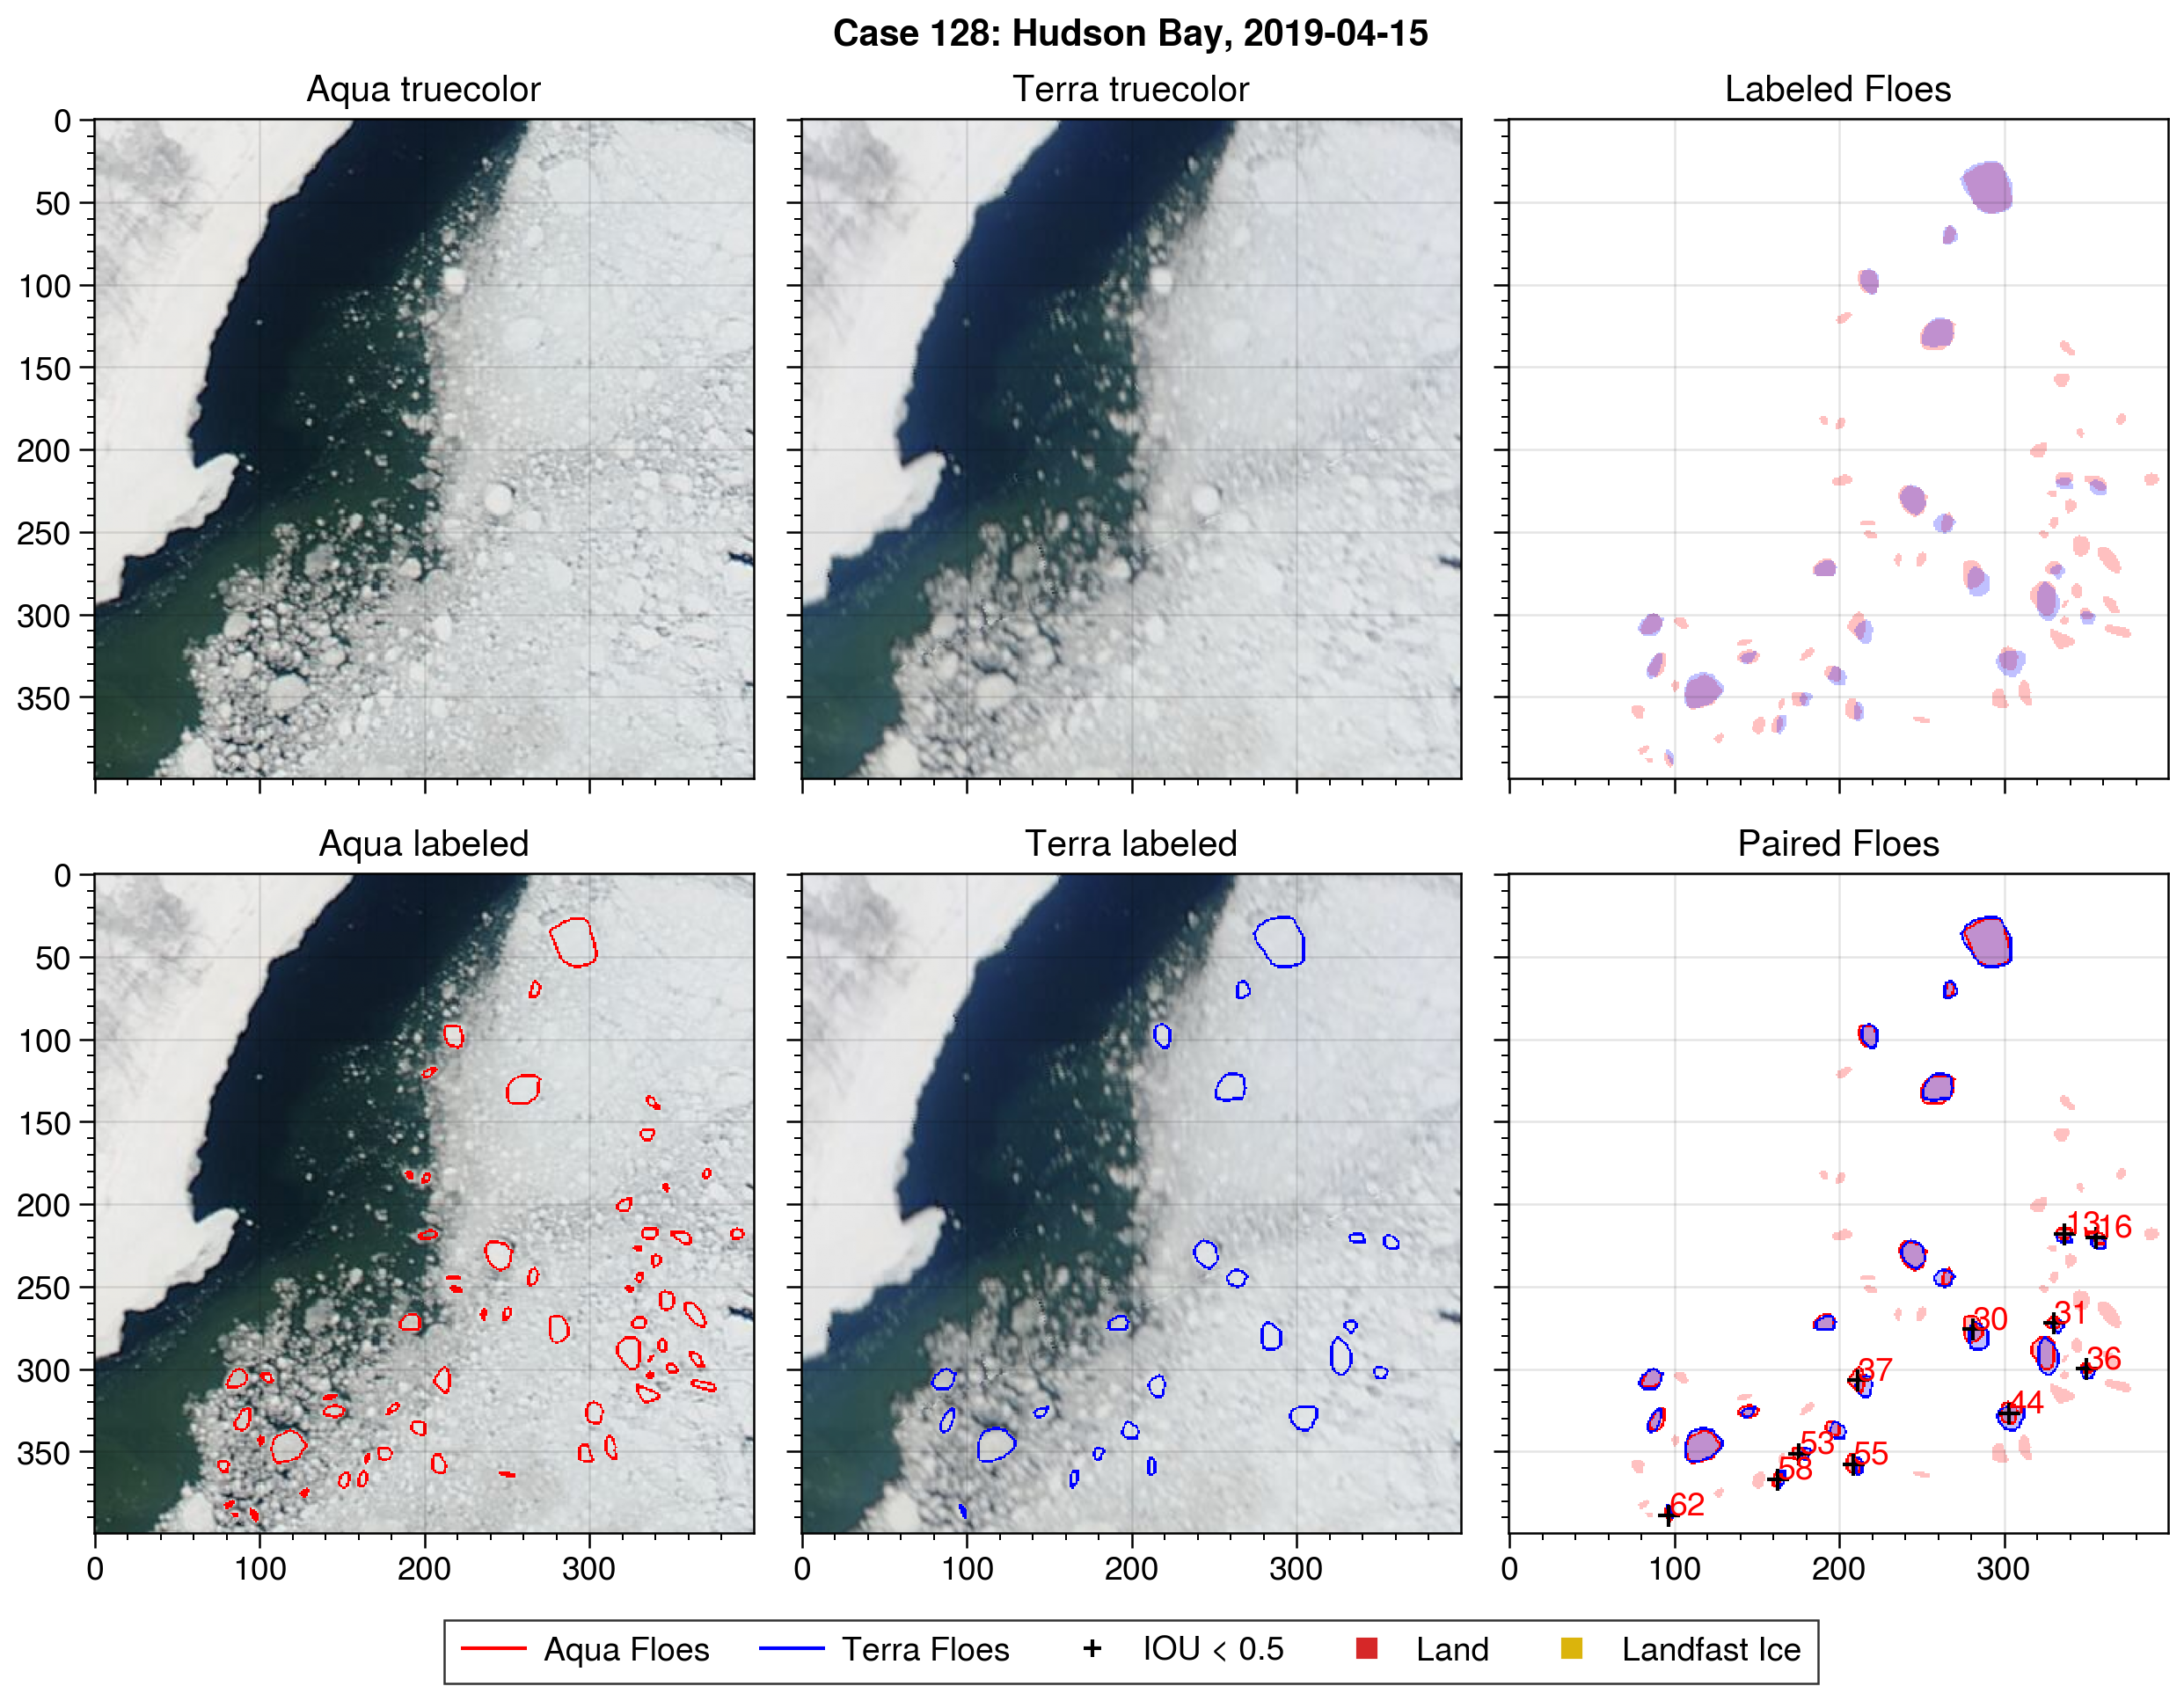 Case 128: Hudson Bay, 2019-04-15
Aqua truecolor
Terra truecolor
Labeled Floes
0
50
100
150
200
250
300
350
Aqua labeled
Terra labeled
Paired Floes
0
50
100
150
200
250
300
350
13
16
30
31
36
37
44
53
55
58
62
0 100 200 300
0 100 200 300
0 100 200 300
Aqua Floes Terra Floes IOU < 0.5 Land Landfast Ice